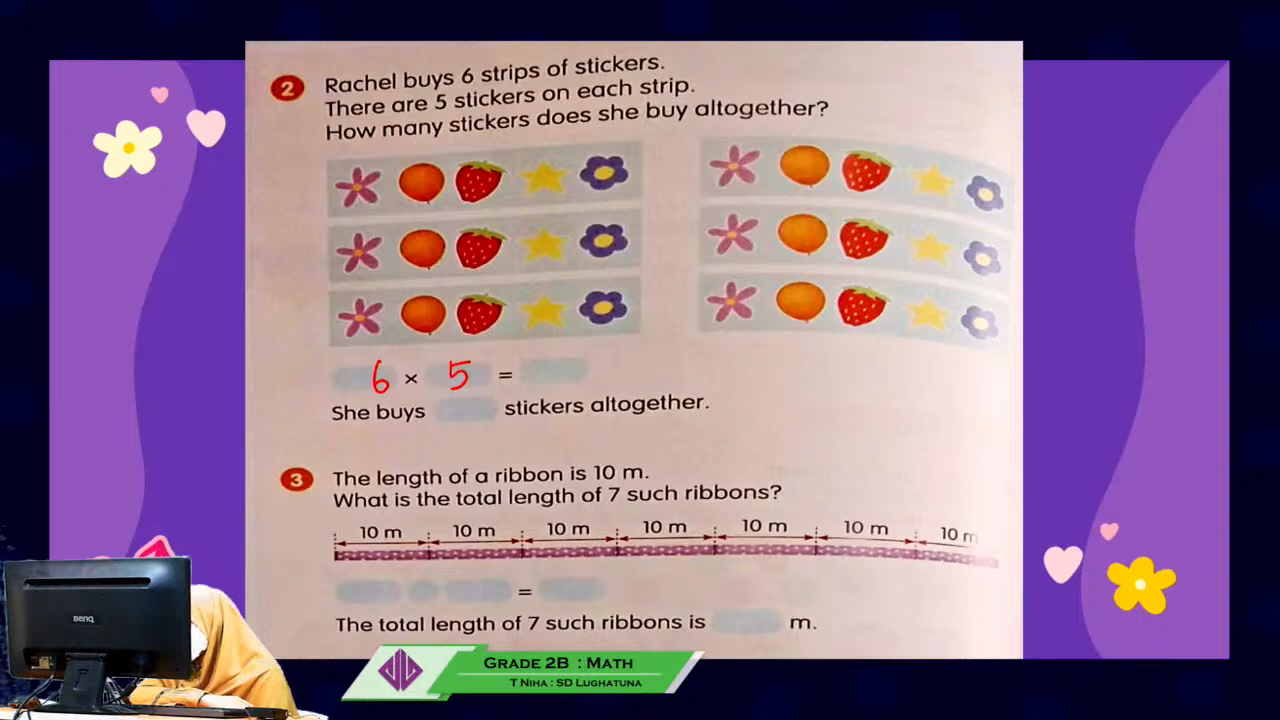 2 Rachel buys 6 strips of stickers.
There are 5 stickers on each strip.
How many stickers does she buy altogether?
6 × 5 =
She buys stickers altogether.
3 The length of a ribbon is 10 m.
What is the total length of 7 such ribbons?
10 m 10 m 10 m 10 m 10 m 10 m 10 m
=
The total length of 7 such ribbons is m.
BenQ
GRADE 2B : MATH
T NIHA : SD LUGHATUNA